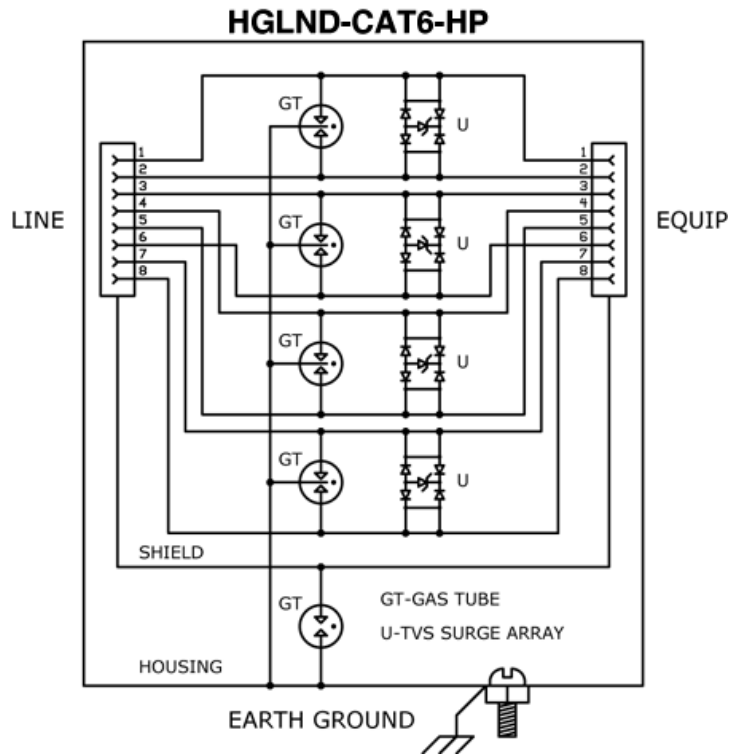 HGLND-CAT6-HP
GT
U
1
2
3
4
5
6
7
8
LINE
GT
U
1
2
3
4
5
6
7
8
EQUIP
GT
U
GT
U
SHIELD
GT
GT-GAS TUBE
U-TVS SURGE ARRAY
HOUSING
EARTH GROUND